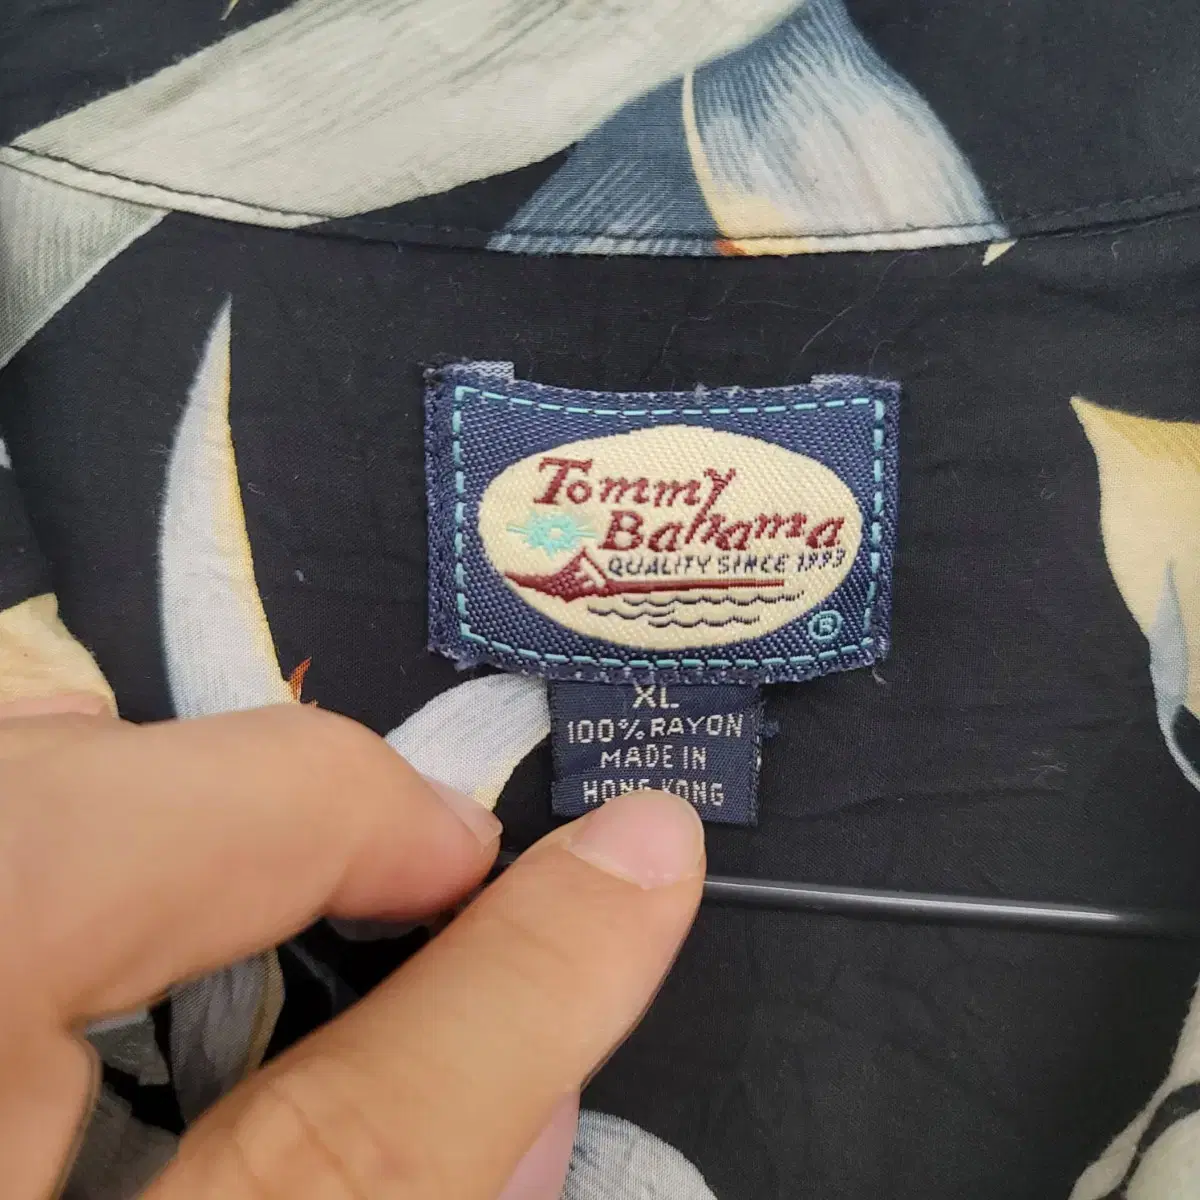 Tommy
Bahama
QUALITY SINCE 1993
®
XL
100% RAYON
MADE IN
HONG KONG